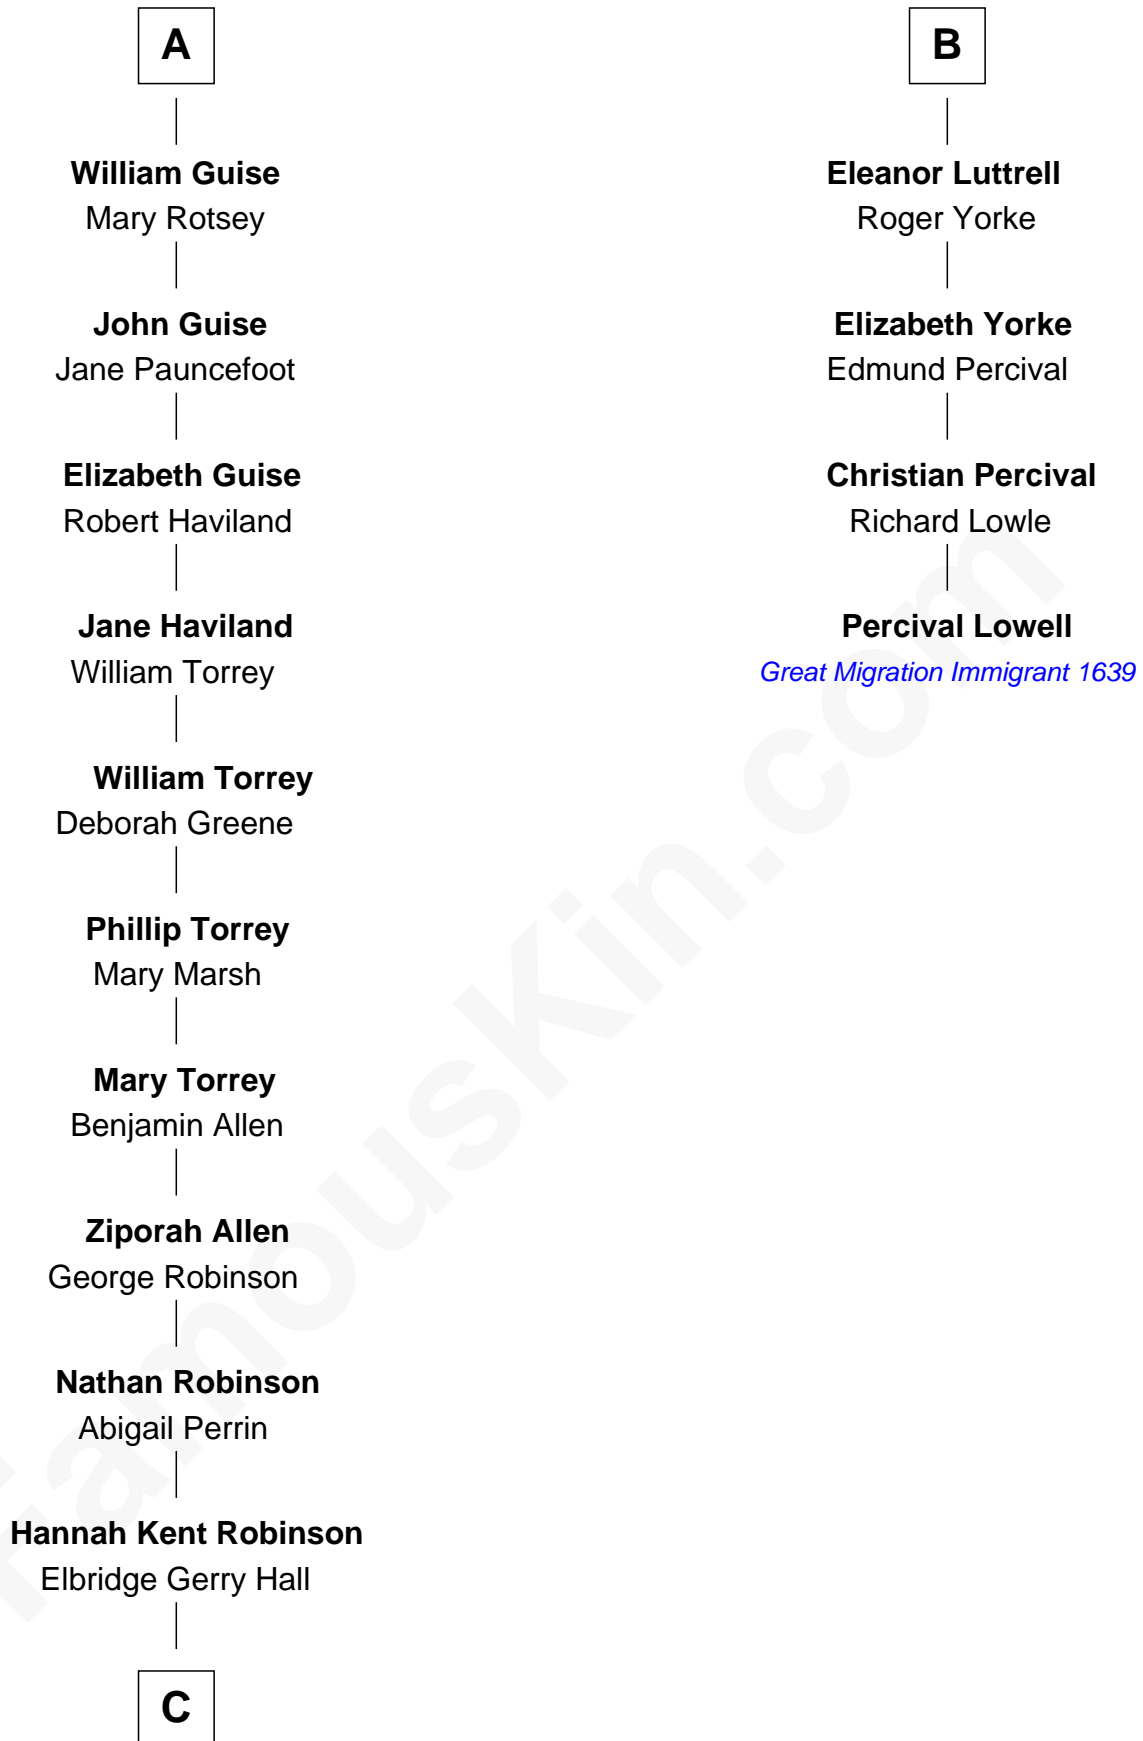 A
William Guise
Mary Rotsey
John Guise
Jane Pauncefoot
Elizabeth Guise
Robert Haviland
Jane Haviland
William Torrey
William Torrey
Deborah Greene
Phillip Torrey
Mary Marsh
Mary Torrey
Benjamin Allen
Ziporah Allen
George Robinson
Nathan Robinson
Abigail Perrin
Hannah Kent Robinson
Elbridge Gerry Hall
C
B
Eleanor Luttrell
Roger Yorke
Elizabeth Yorke
Edmund Percival
Christian Percival
Richard Lowle
Percival Lowell
Great Migration Immigrant 1639
FamousKin.com